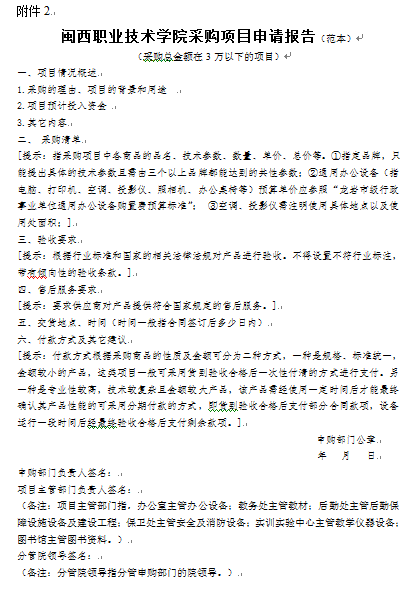 附件2.
闽西职业技术学院采购项目申请报告(范本)
(采购总金额在3万以下的项目)
一、项目情况概述.
1.采购的理由、项目的背景和用途
2.项目预计投入资金
3.其它内容.
二、 采购清单.
[提示: 指采购项目中各商品的品名、技术参数、数量、单价、总价等。①指定品牌, 只
能提出具体的技术参数且需由三个以上品牌都能达到的共性参数; ②通用办公设备(指
电脑、打印机、空调、投影仪、照相机、办公桌椅等)预算单价应参照 “龙岩市级行政
事业单位通用办公设备购置费预算标准”; ③空调、投影仪需注明使用具体地点以及使
用处面积; ].
三、验收要求.
[提示: 根据行业标准和国家的相关法律法规对产品进行验收。不得设置不符行业标注,
带有倾向性的验收条款。].
四、售后服务要求.
[提示: 要求供应商对产品提供符合国家规定的售后服务。].
五、交货地点、时间(时间一般指合同签订后多少日内).
六、付款方式及其它建议.
[提示: 付款方式根据采购商品的性质及金额可分为二种方式, 一种是规格、标准统一,
金额较小的产品, 这类项目一般可采用货到验收合格后一次性付清的方式进行支付。另
一种是专业性较高, 技术较复杂且金额较大产品, 该产品需经使用一定时间后才能最终
确认其产品性能的可采用分期付款的方式, 即货到验收合格后支付部分合同款项, 设备
运行一段时间后经最终验收合格后支付剩余款项。].
申购部门公章.
年 月 日.
申购部门负责人签名:
项目主管部门负责人签名:
(备注: 项目主管部门指, 办公室主管办公设备; 教务处主管教材; 后勤处主管后勤保
障设施设备及建设工程; 保卫处主管安全及消防设备; 实训实验中心主管教学仪器设备;
图书馆主管图书资料。)
分管院领导签名:
(备注: 分管院领导指分管申购部门的院领导。)